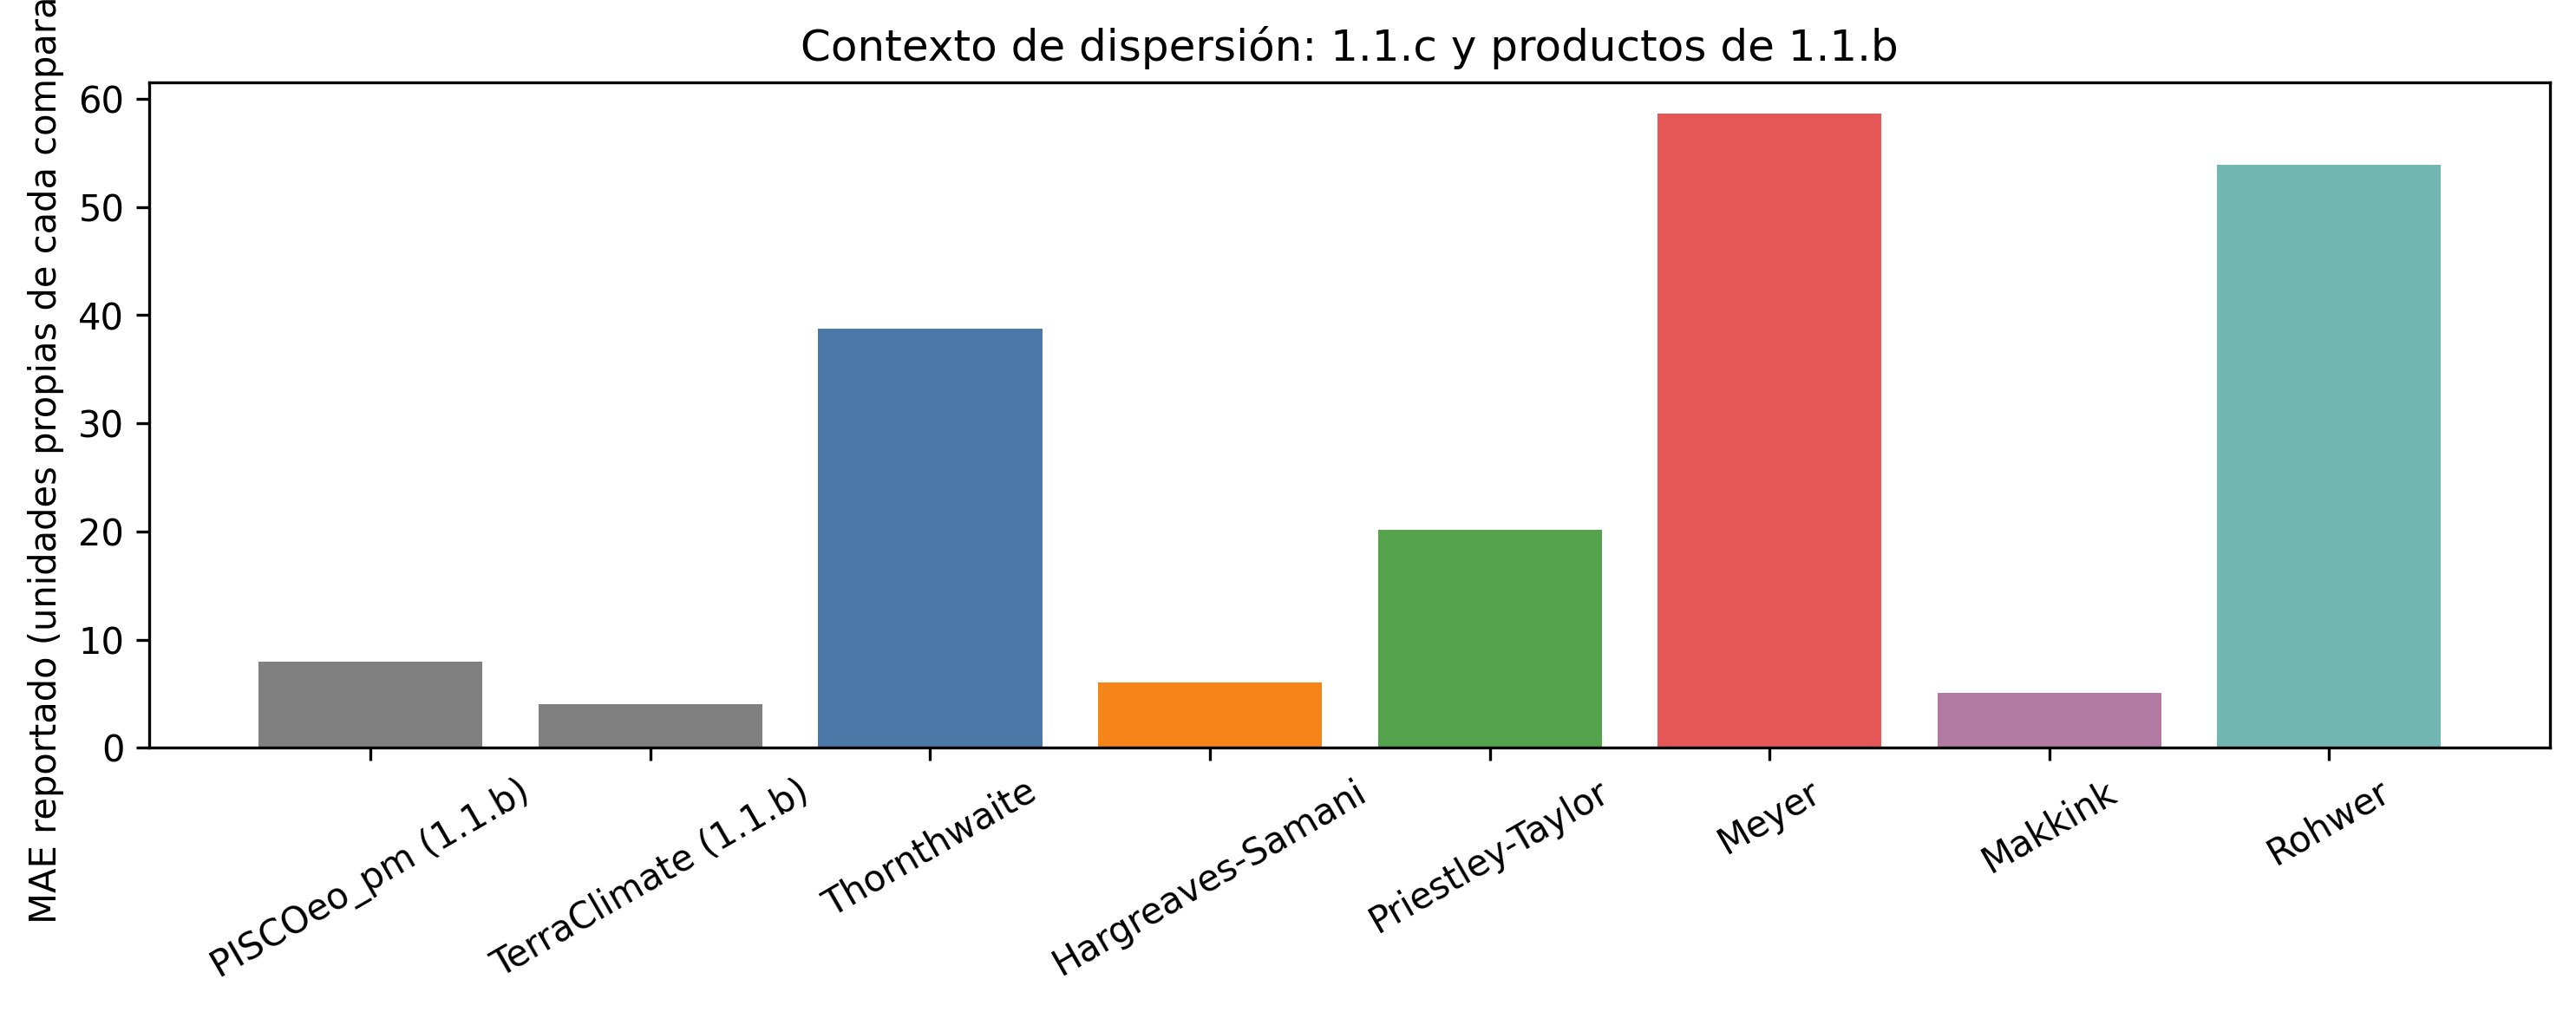 Contexto de dispersión: 1.1.c y productos de 1.1.b
MAE reportado (unidades propias de cada compara
60
50
40
30
20
10
0
PISCOeo_pm (1.1.b)
TerraClimate (1.1.b)
Thornthwaite
Hargreaves-Samani
Priestley-Taylor
Meyer
Makkink
Rohwer